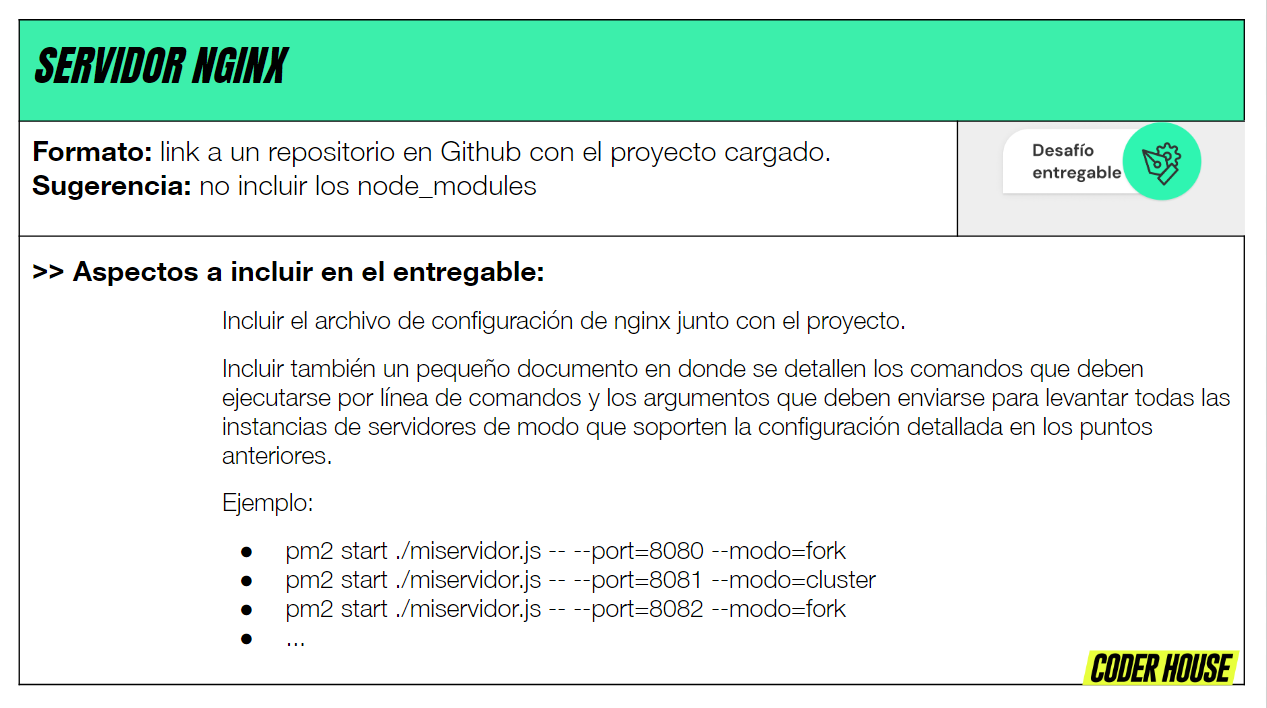 SERVIDOR NGINX
Formato: link a un repositorio en Github con el proyecto cargado.
Sugerencia: no incluir los node_modules
Desafío
entregable
>> Aspectos a incluir en el entregable:
Incluir el archivo de configuración de nginx junto con el proyecto.
Incluir también un pequeño documento en donde se detallen los comandos que deben
ejecutarse por línea de comandos y los argumentos que deben enviarse para levantar todas las
instancias de servidores de modo que soporten la configuración detallada en los puntos
anteriores.
Ejemplo:
● pm2 start ./miservidor.js -- --port=8080 --modo=fork
● pm2 start ./miservidor.js -- --port=8081 --modo=cluster
● pm2 start ./miservidor.js -- --port=8082 --modo=fork
● ...
CODER HOUSE